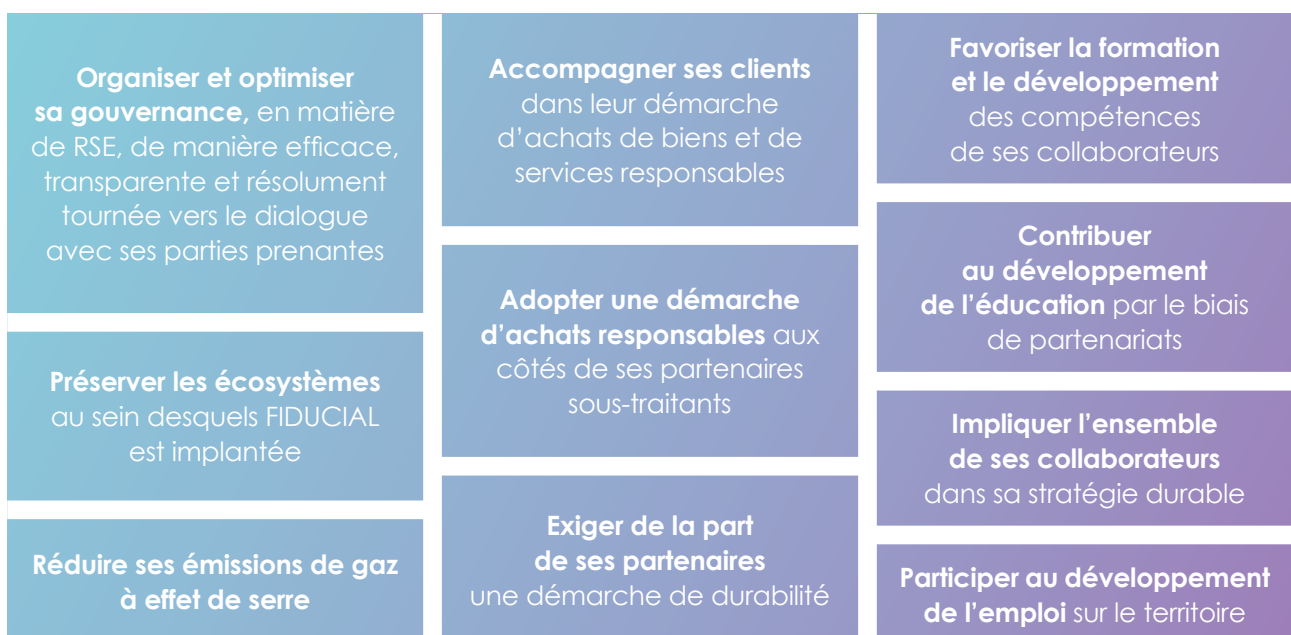 Organiser et optimiser
sa gouvernance, en matière
de RSE, de manière efficace,
transparente et résolument
tournée vers le dialogue
avec ses parties prenantes
Préserver les écosystèmes
au sein desquels FIDUCIAL
est implantée
Réduire ses émissions de gaz
à effet de serre
Accompagner ses clients
dans leur démarche
d’achats de biens et de
services responsables
Adopter une démarche
d’achats responsables aux
côtés de ses partenaires
sous-traitants
Exiger de la part
de ses partenaires
une démarche de durabilité
Favoriser la formation
et le développement
des compétences
de ses collaborateurs
Contribuer
au développement
de l’éducation par le biais
de partenariats
Impliquer l’ensemble
de ses collaborateurs
dans sa stratégie durable
Participer au développement
de l’emploi sur le territoire